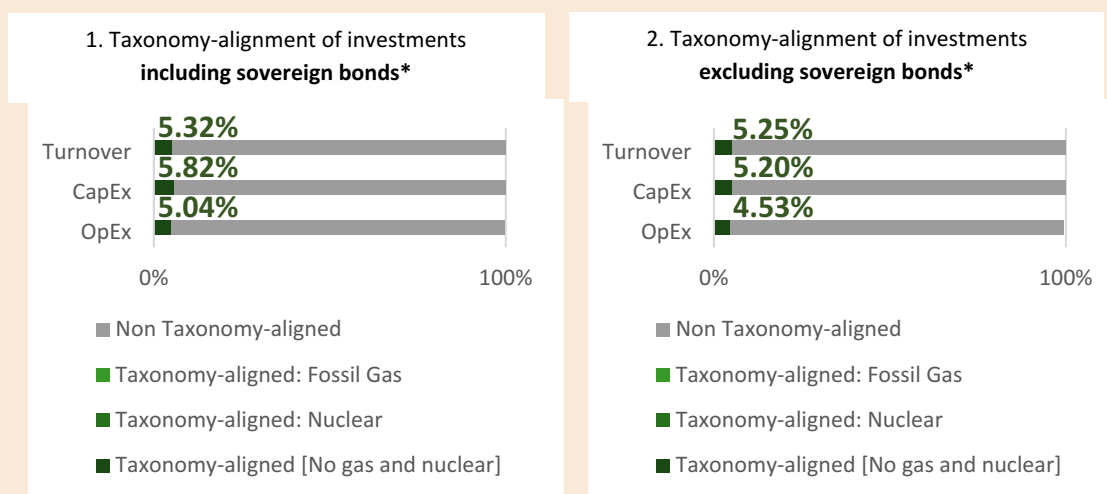 1. Taxonomy-alignment of investments
including sovereign bonds*
5.32%
Turnover
5.82%
CapEx
5.04%
OpEx
0%
100%
Non Taxonomy-aligned
Taxonomy-aligned: Fossil Gas
Taxonomy-aligned: Nuclear
Taxonomy-aligned [No gas and nuclear]
2. Taxonomy-alignment of investments
excluding sovereign bonds*
5.25%
Turnover
5.20%
CapEx
4.53%
OpEx
0%
100%
Non Taxonomy-aligned
Taxonomy-aligned: Fossil Gas
Taxonomy-aligned: Nuclear
Taxonomy-aligned [No gas and nuclear]